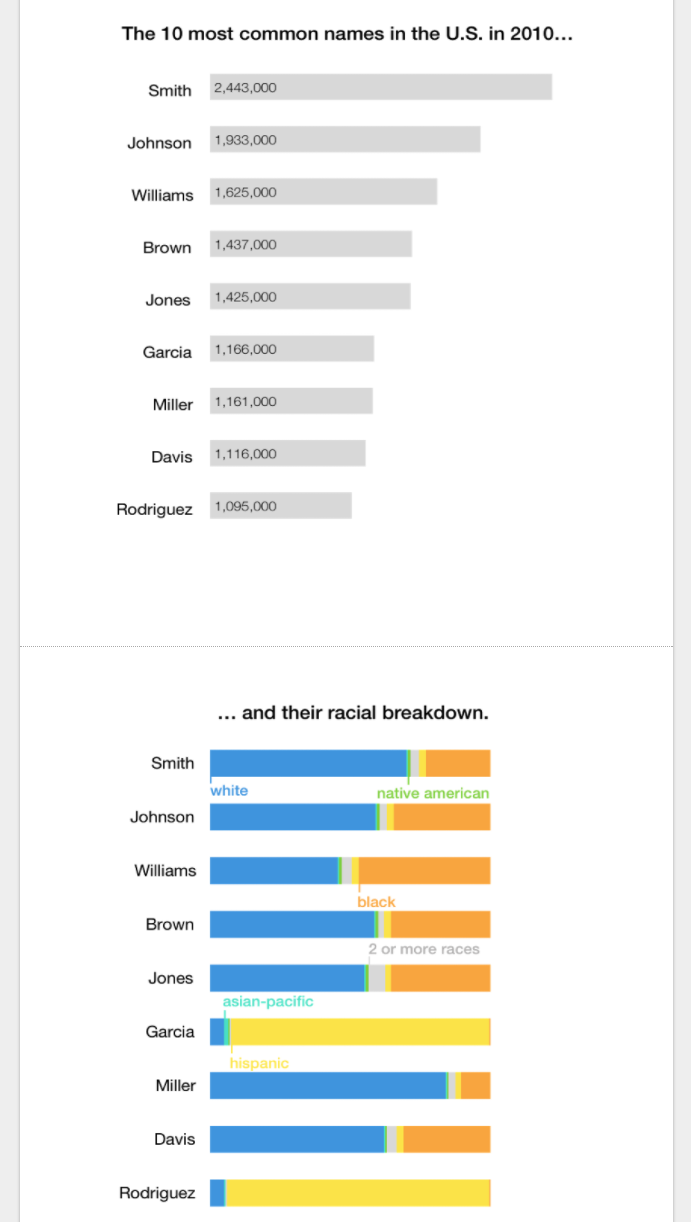 The 10 most common names in the U.S. in 2010…
Smith 2,443,000
Johnson 1,933,000
Williams 1,625,000
Brown 1,437,000
Jones 1,425,000
Garcia 1,166,000
Miller 1,161,000
Davis 1,116,000
Rodriguez 1,095,000
… and their racial breakdown.
Smith
white native american
Johnson
Williams
black
Brown
2 or more races
Jones
asian-pacific
Garcia
hispanic
Miller
Davis
Rodriguez